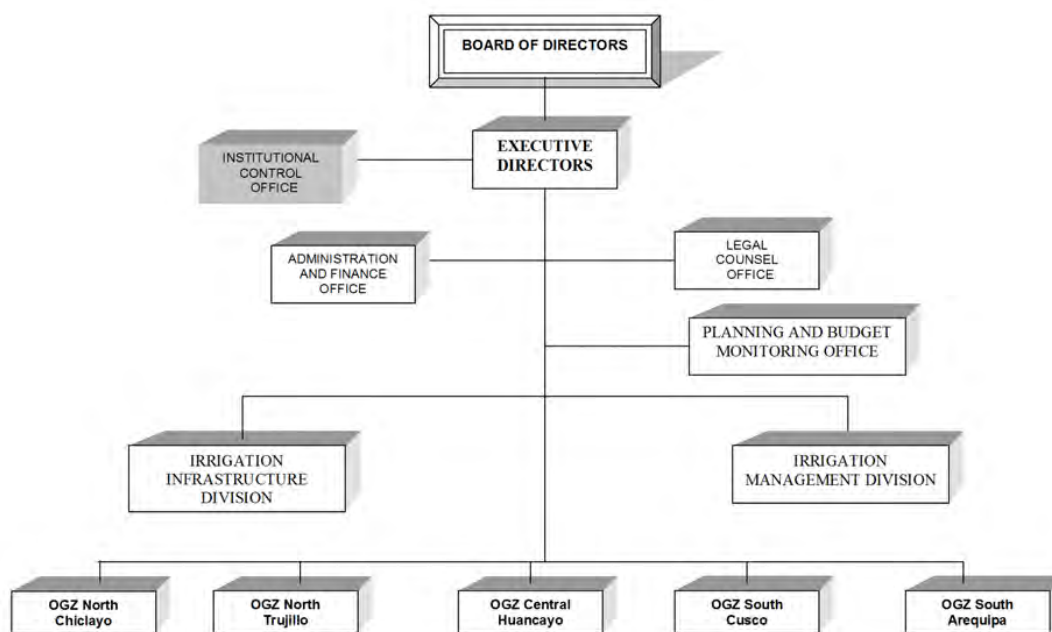 BOARD OF DIRECTORS
EXECUTIVE
DIRECTORS
INSTITUTIONAL
CONTROL
OFFICE
ADMINISTRATION
AND FINANCE
OFFICE
LEGAL
COUNSEL
OFFICE
PLANNING AND BUDGET
MONITORING OFFICE
IRRIGATION
INFRASTRUCTURE
DIVISION
IRRIGATION
MANAGEMENT DIVISION
OGZ North
Chiclayo
OGZ North
Trujillo
OGZ Central
Huancayo
OGZ South
Cusco
OGZ South
Arequipa